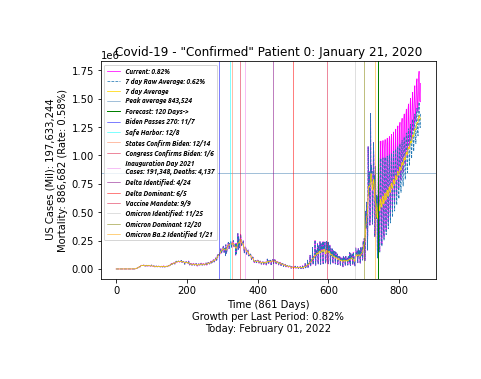 Covid-19 - "Confirmed" Patient 0: January 21, 2020
1e6
1.75
1.50
1.25
1.00
0.75
0.50
0.25
0.00
US Cases (Mil): 197,633,244
Mortality: 886,682 (Rate: 0.58%)
Current: 0.82%
7 day Raw Average: 0.62%
7 day Average
Peak average 843,524
Forecast: 120 Days->
Biden Passes 270: 11/7
Safe Harbor: 12/8
States Confirm Biden: 12/14
Congress Confirms Biden: 1/6
Inauguration Day 2021
Cases: 191,348, Deaths: 4,137
Delta Identified: 4/24
Delta Dominant: 6/5
Vaccine Mandate: 9/9
Omicron Identified: 11/25
Omicron Dominant 12/20
Omicron Ba.2 Identified 1/21
0 200 400 600 800
Time (861 Days)
Growth per Last Period: 0.82%
Today: February 01, 2022